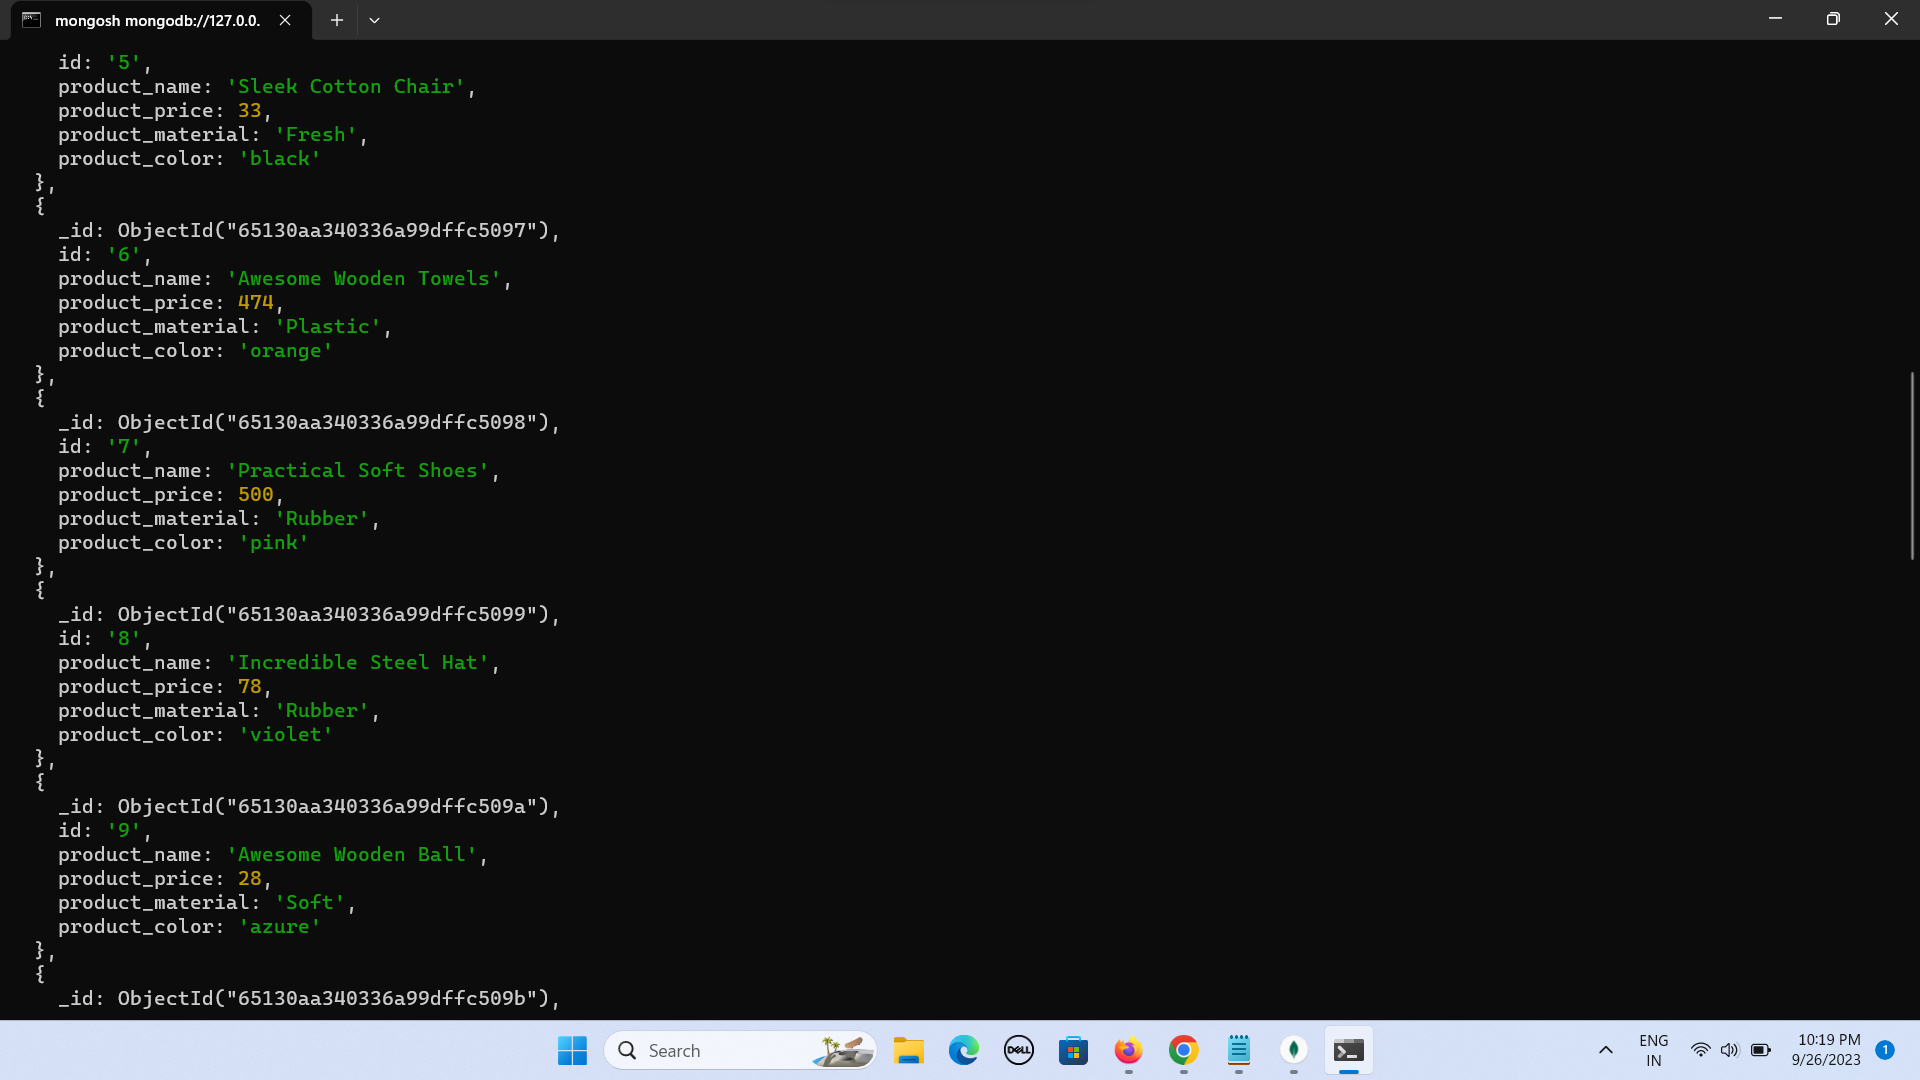 mongosh mongodb://127.0.0.
id: '5',
product_name: 'Sleek Cotton Chair',
product_price: 33,
product_material: 'Fresh',
product_color: 'black'
},
{
_id: ObjectId("65130aa340336a99dffc5097"),
id: '6',
product_name: 'Awesome Wooden Towels',
product_price: 474,
product_material: 'Plastic',
product_color: 'orange'
},
{
_id: ObjectId("65130aa340336a99dffc5098"),
id: '7',
product_name: 'Practical Soft Shoes',
product_price: 500,
product_material: 'Rubber',
product_color: 'pink'
},
{
_id: ObjectId("65130aa340336a99dffc5099"),
id: '8',
product_name: 'Incredible Steel Hat',
product_price: 78,
product_material: 'Rubber',
product_color: 'violet'
},
{
_id: ObjectId("65130aa340336a99dffc509a"),
id: '9',
product_name: 'Awesome Wooden Ball',
product_price: 28,
product_material: 'Soft',
product_color: 'azure'
},
{
_id: ObjectId("65130aa340336a99dffc509b"),
Search
DELL
ENG
IN
10:19 PM
9/26/2023
1